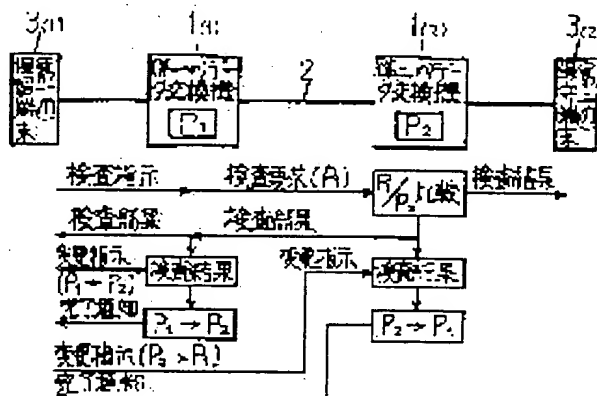 3(1) 1(1) 1(2) 3(2)
第一のデータ交換機 2 第二のデータ交換機
P₁ P₂
検査指示 検査要求(P₁) P₁/P₂比較 検査結果
検査結果 検査結果
変更指示 検査結果 変更指示 検査結果
(P₁→P₂)
完了通知 P₁→P₂ P₂→P₁
変更指示(P₂→P₁)
完了通知